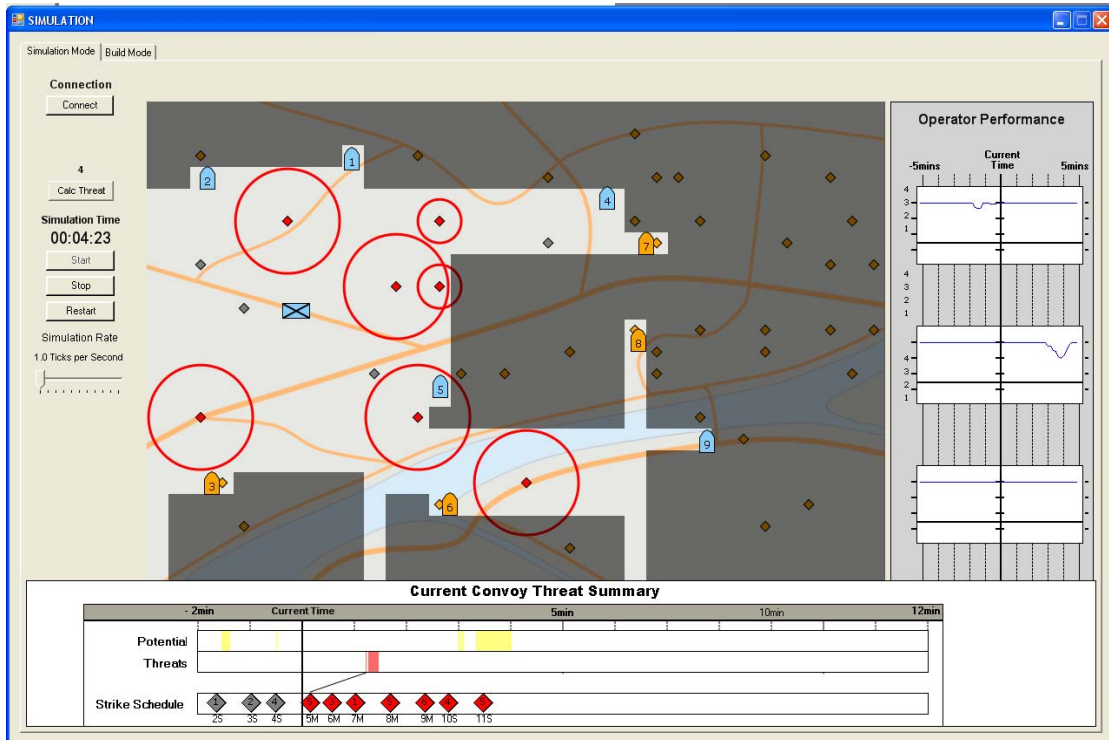 SIMULATION
Simulation Mode Build Mode
Connection
Connect
4
Calc Threat
Simulation Time
00:04:23
Start
Stop
Restart
Simulation Rate
1.0 Ticks per Second
1
2
4
7
8
5
9
3
6
Operator Performance
Current
-5mins Time 5mins
4
3
2
1
4
3
2
1
4
3
2
1
Current Convoy Threat Summary
- 2min Current Time 5min 10min 12min
Potential
Threats
Strike Schedule
1 2 4 3 1 4
2S 3S 4S 5M 6M 7M 8M 9M 10S 11S